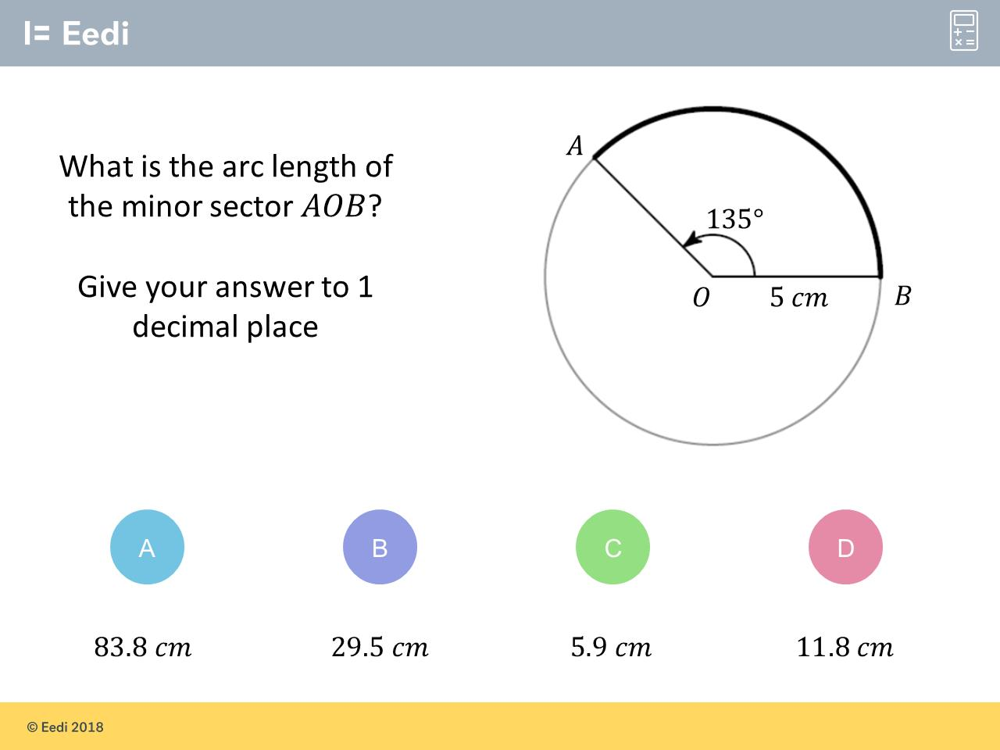 Eedi
What is the arc length of
the minor sector AOB?
Give your answer to 1
decimal place
A
135°
O
5 cm
B
A
B
C
D
83.8 cm
29.5 cm
5.9 cm
11.8 cm
© Eedi 2018